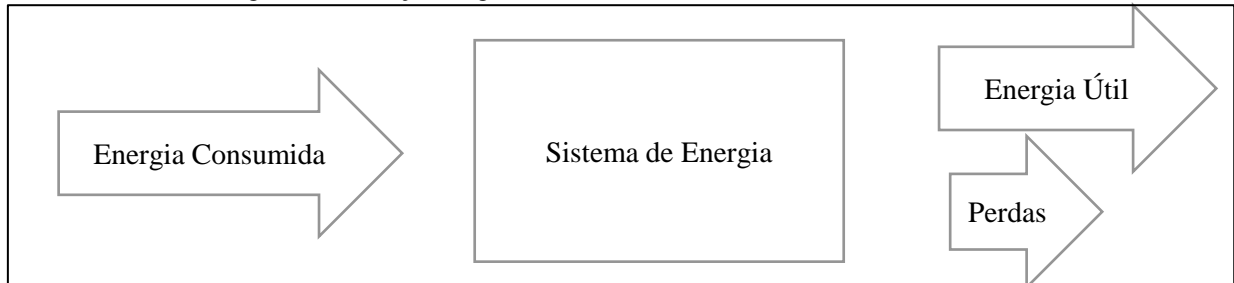 Energia Consumida
Sistema de Energia
Energia Útil
Perdas